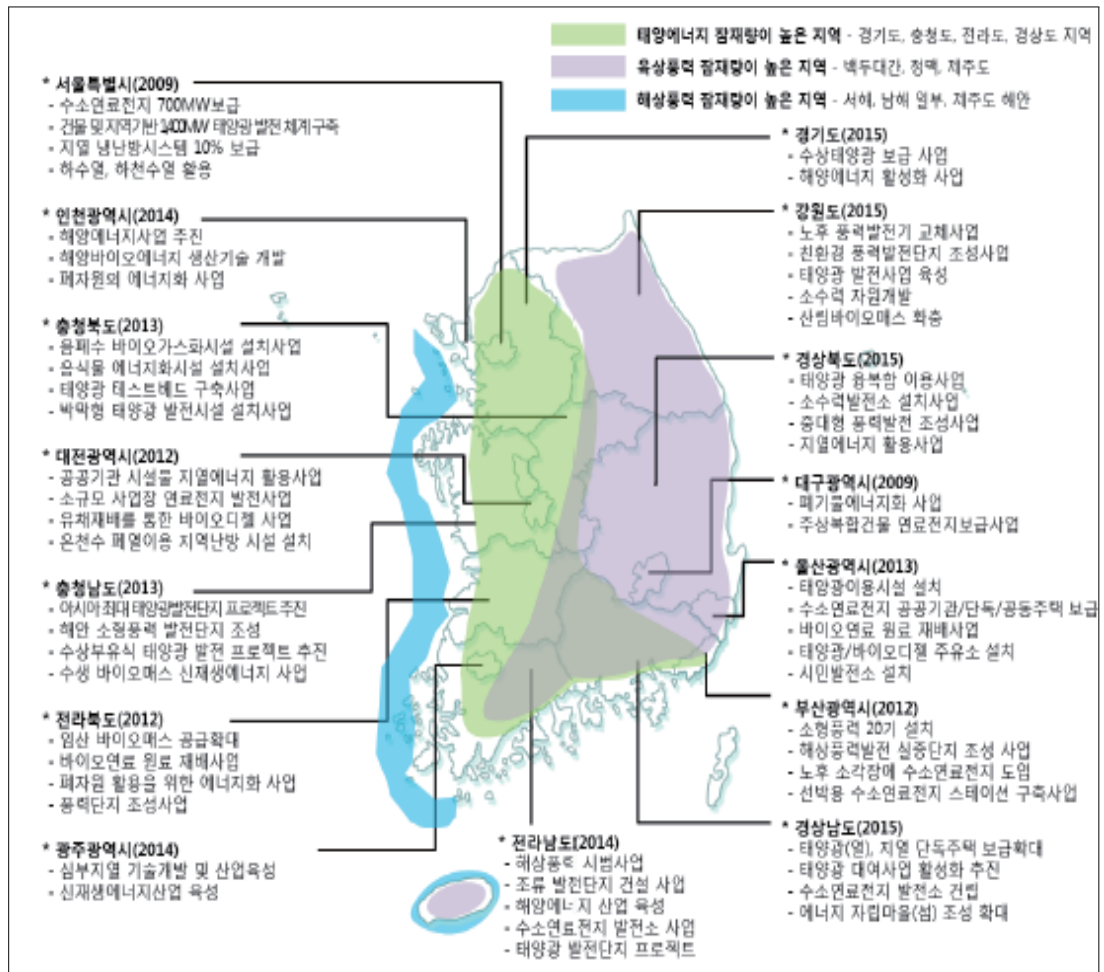 태양에너지 잠재량이 높은 지역 - 경기도, 충청도, 전라도, 경상도 지역
육상풍력 잠재량이 높은 지역 - 백두대간, 정맥, 제주도
해상풍력 잠재량이 높은 지역 - 서해, 남해 일부, 제주도 해안
* 서울특별시(2009)
- 수소연료전지 700MW보급
- 건물 및 지역기반 1,400MW 태양광 발전 체계 구축
- 지열 냉난방시스템 10% 보급
- 하수열, 하천수열 활용
* 인천광역시(2014)
- 해양에너지사업 추진
- 해양바이오에너지 생산기술 개발
- 폐자원의 에너지화 사업
* 충청북도(2013)
- 음폐수 바이오가스화시설 설치사업
- 음식물 에너지화시설 설치사업
- 태양광 테스트베드 구축사업
- 박막형 태양광 발전시설 설치사업
* 대전광역시(2012)
- 공공기관 시설물 지열에너지 활용사업
- 소규모 사업장 연료전지 발전사업
- 유채재배를 통한 바이오디젤 사업
- 온천수 폐열이용 지역난방 시설 설치
* 충청남도(2013)
- 아시아 최대 태양광발전단지 프로젝트 추진
- 해안 소형풍력 발전단지 조성
- 수상부유식 태양광 발전 프로젝트 추진
- 수생 바이오매스 신재생에너지 사업
* 전라북도(2012)
- 임산 바이오매스 공급확대
- 바이오연료 원료 재배사업
- 폐자원 활용을 위한 에너지화 사업
- 풍력단지 조성사업
* 광주광역시(2014)
- 심부지열 기술개발 및 산업육성
- 신재생에너지산업 육성
* 전라남도(2014)
- 해상풍력 시범사업
- 조류 발전단지 건설 사업
- 해양에너지 산업 육성
- 수소연료전지 발전소 사업
- 태양광 발전단지 프로젝트
* 경기도(2015)
- 수상태양광 보급 사업
- 해양에너지 활성화 사업
* 강원도(2015)
- 노후 풍력발전기 교체사업
- 친환경 풍력발전단지 조성사업
- 태양광 발전사업 육성
- 소수력 자원개발
- 산림바이오매스 확충
* 경상북도(2015)
- 태양광 융복합 이용사업
- 소수력발전소 설치사업
- 중대형 풍력발전 조성사업
- 지열에너지 활용사업
* 대구광역시(2009)
- 폐기물에너지화 사업
- 주상복합건물 연료전지보급사업
* 울산광역시(2013)
- 태양광이용시설 설치
- 수소연료전지 공공기관/단독/공동주택 보급
- 바이오연료 원료 재배사업
- 태양광/바이오디젤 주유소 설치
- 시민발전소 설치
* 부산광역시(2012)
- 소형풍력 20기 설치
- 해상풍력발전 실증단지 조성 사업
- 노후 소각장에 수소연료전지 도입
- 선박용 수소연료전지 스테이션 구축사업
* 경상남도(2015)
- 태양광(열), 지열 단독주택 보급확대
- 태양광 대여사업 활성화 추진
- 수소연료전지 발전소 건립
- 에너지 자립마을(섬) 조성 확대